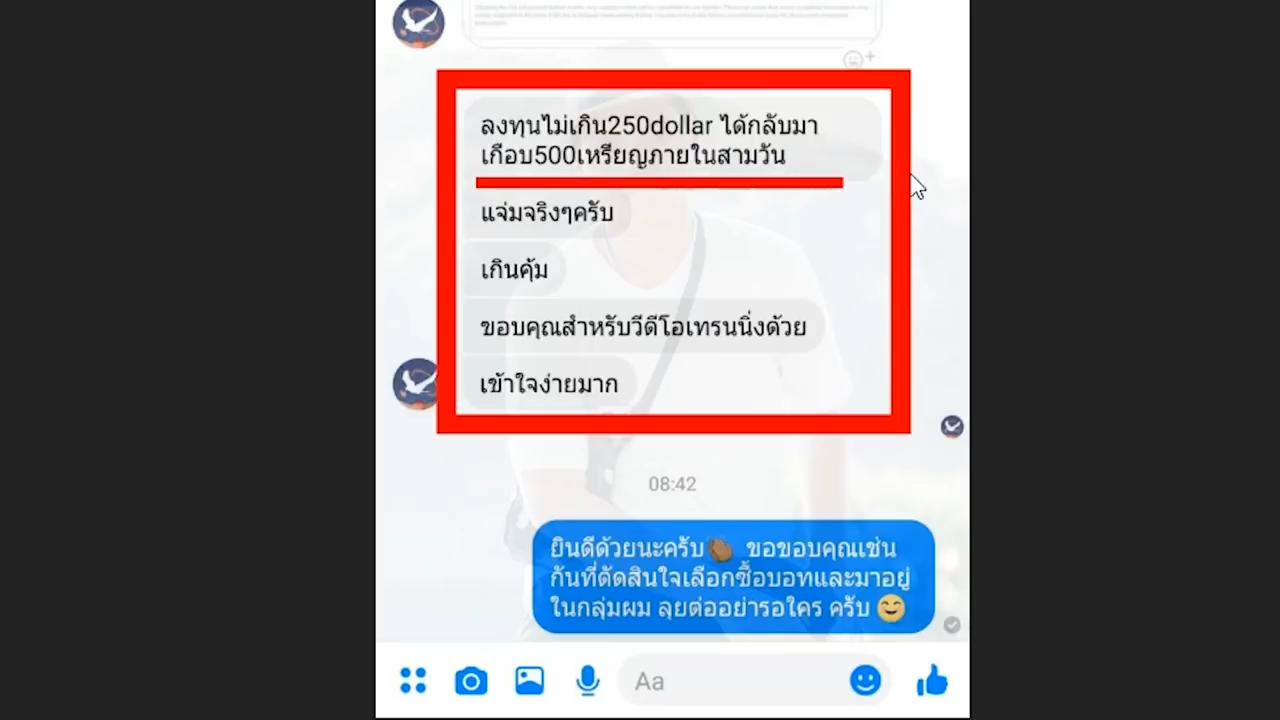 ลงทุนไม่เกิน250dollar ได้กลับมา
เกือบ500เหรียญภายในสามวัน
แจ่มจริงๆครับ
เกินคุ้ม
ขอบคุณสำหรับวีดีโอเทรนนิ่งด้วย
เข้าใจง่ายมาก
08:42
ยินดีด้วยนะครับ👏🏾 ขอขอบคุณเช่น
กันที่ตัดสินใจเลือกซื้อบอทและมาอยู่
ในกลุ่มผม ลุยต่ออย่ารอใคร ครับ😊
Aa